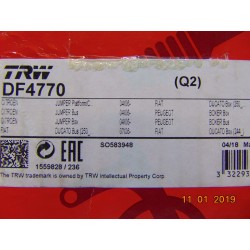 TRW
DF4770
(Q2)
CITROEN JUMPER Platform/C. 04/06- FIAT DUCATO Box (250_
CITROEN JUMPER Bus 04/06- PEUGEOT BOXER Bus
CITROEN JUMPER Box 04/06- PEUGEOT BOXER Box
FIAT DUCATO Bus (250_ 07/06- FIAT DUCATO Box (244_
SO583948
04/18
1559828 / 236
3 32293
The TRW trademark is owned by TRW Intellectual Property Corp
11 01 2019